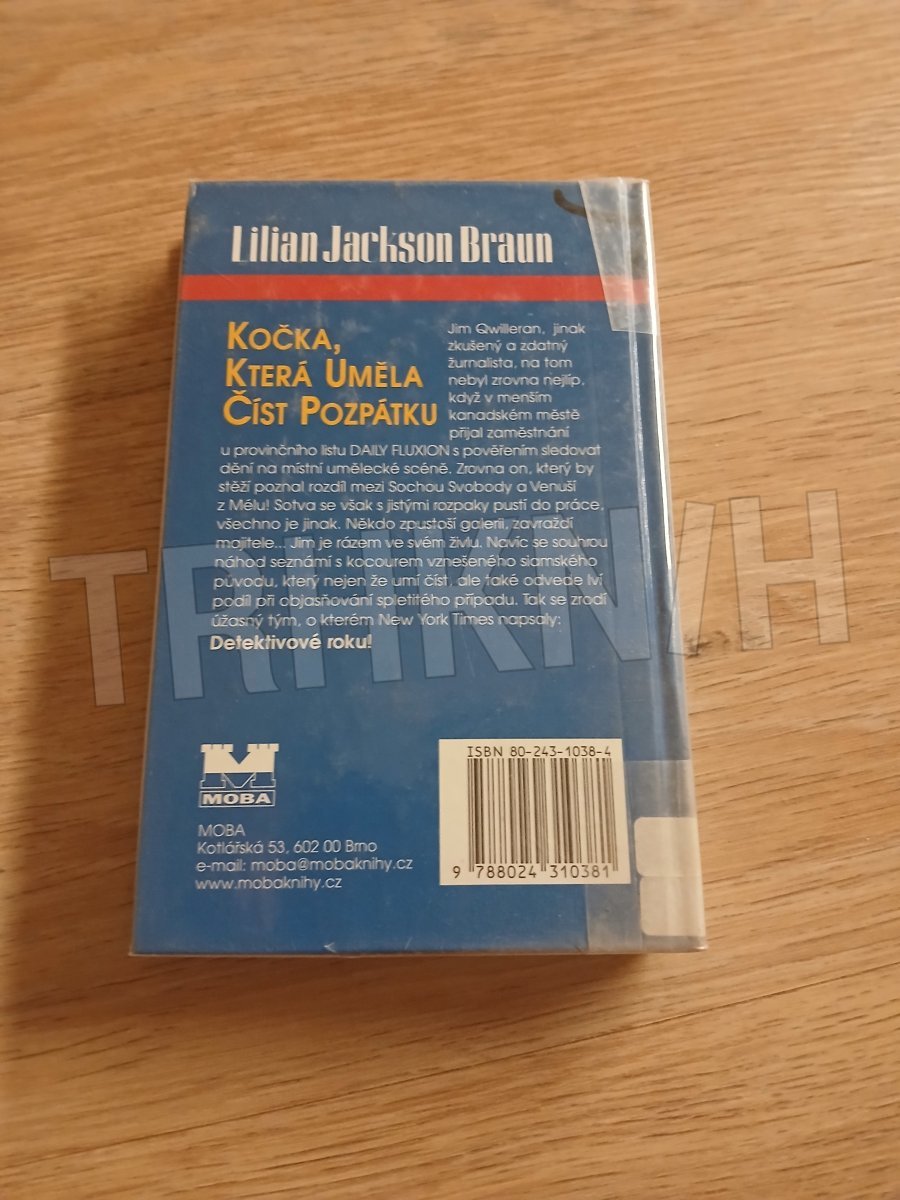 Lilian Jackson Braun
KOČKA,
KTERÁ UMĚLA
ČÍST POZPÁTKU
Jim Qwilleran, jinak
zkušený a zdatný
žurnalista, na tom
nebyl zrovna nejlíp,
když v menším
kanadském městě
přijal zaměstnání
u provinčního listu DAILY FLUXION s pověřením sledovat
dění na místní umělecké scéně. Zrovna on, který by
stěží poznal rozdíl mezi Sochou Svobody a Venuší
z Mélu! Sotva se však s jistými rozpaky pustí do práce,
všechno je jinak. Někdo zpustoší galerii, zavraždí
majitele... Jim je rázem ve svém živlu. Navíc se souhrou
náhod seznámí s kocourem vznešeného siamského
původu, který nejen že umí číst, ale také odvede lví
podíl při objasňování spletitého případu. Tak se zrodí
úžasný tým, o kterém New York Times napsaly:
Detektivové roku!
TRHKNIH
M
MOBA
MOBA
Kotlářská 53, 602 00 Brno
e-mail: moba@mobaknihy.cz
www.mobaknihy.cz
ISBN 80-243-1038-4
9 788024 310381